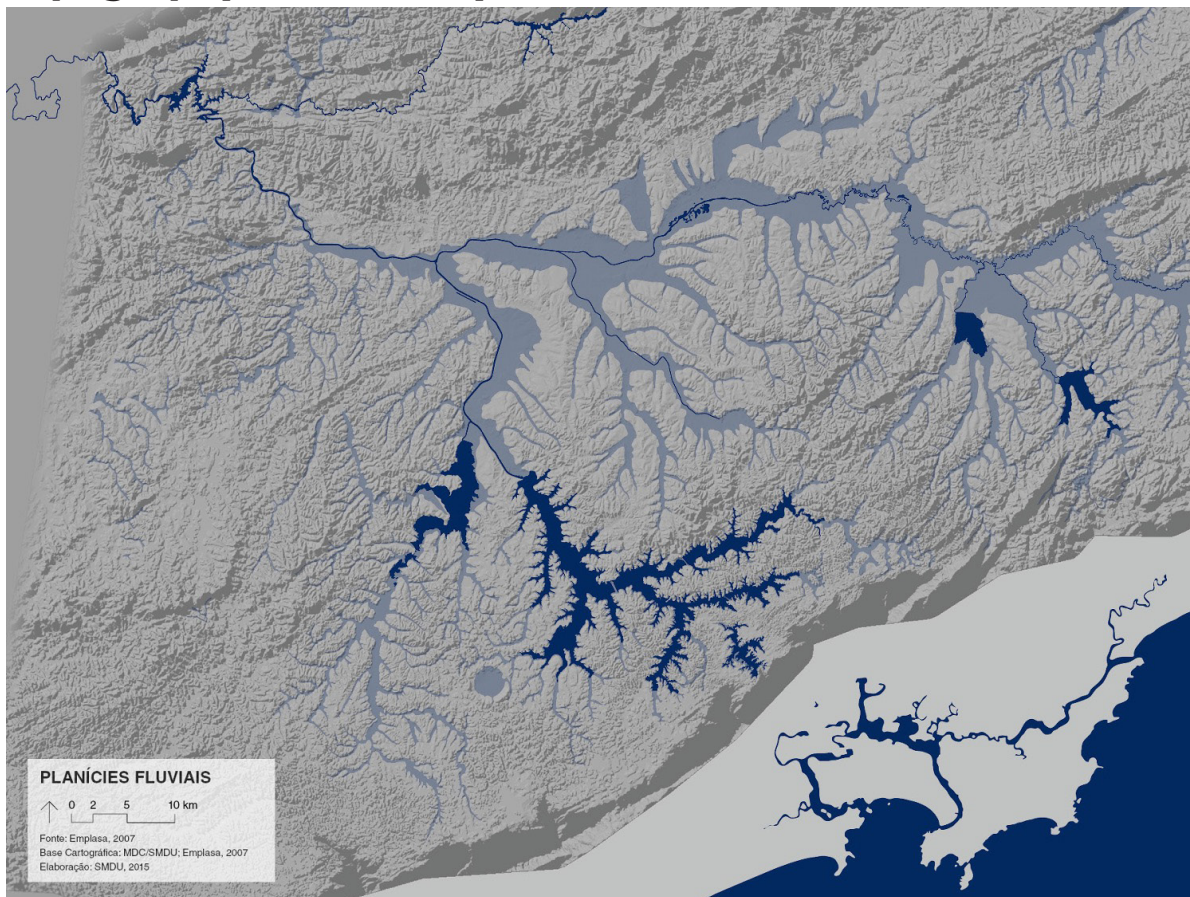 PLANÍCIES FLUVIAIS
0 2 5 10 km
Fonte: Emplasa, 2007
Base Cartográfica: MDC/SMDU; Emplasa, 2007
Elaboração: SMDU, 2015